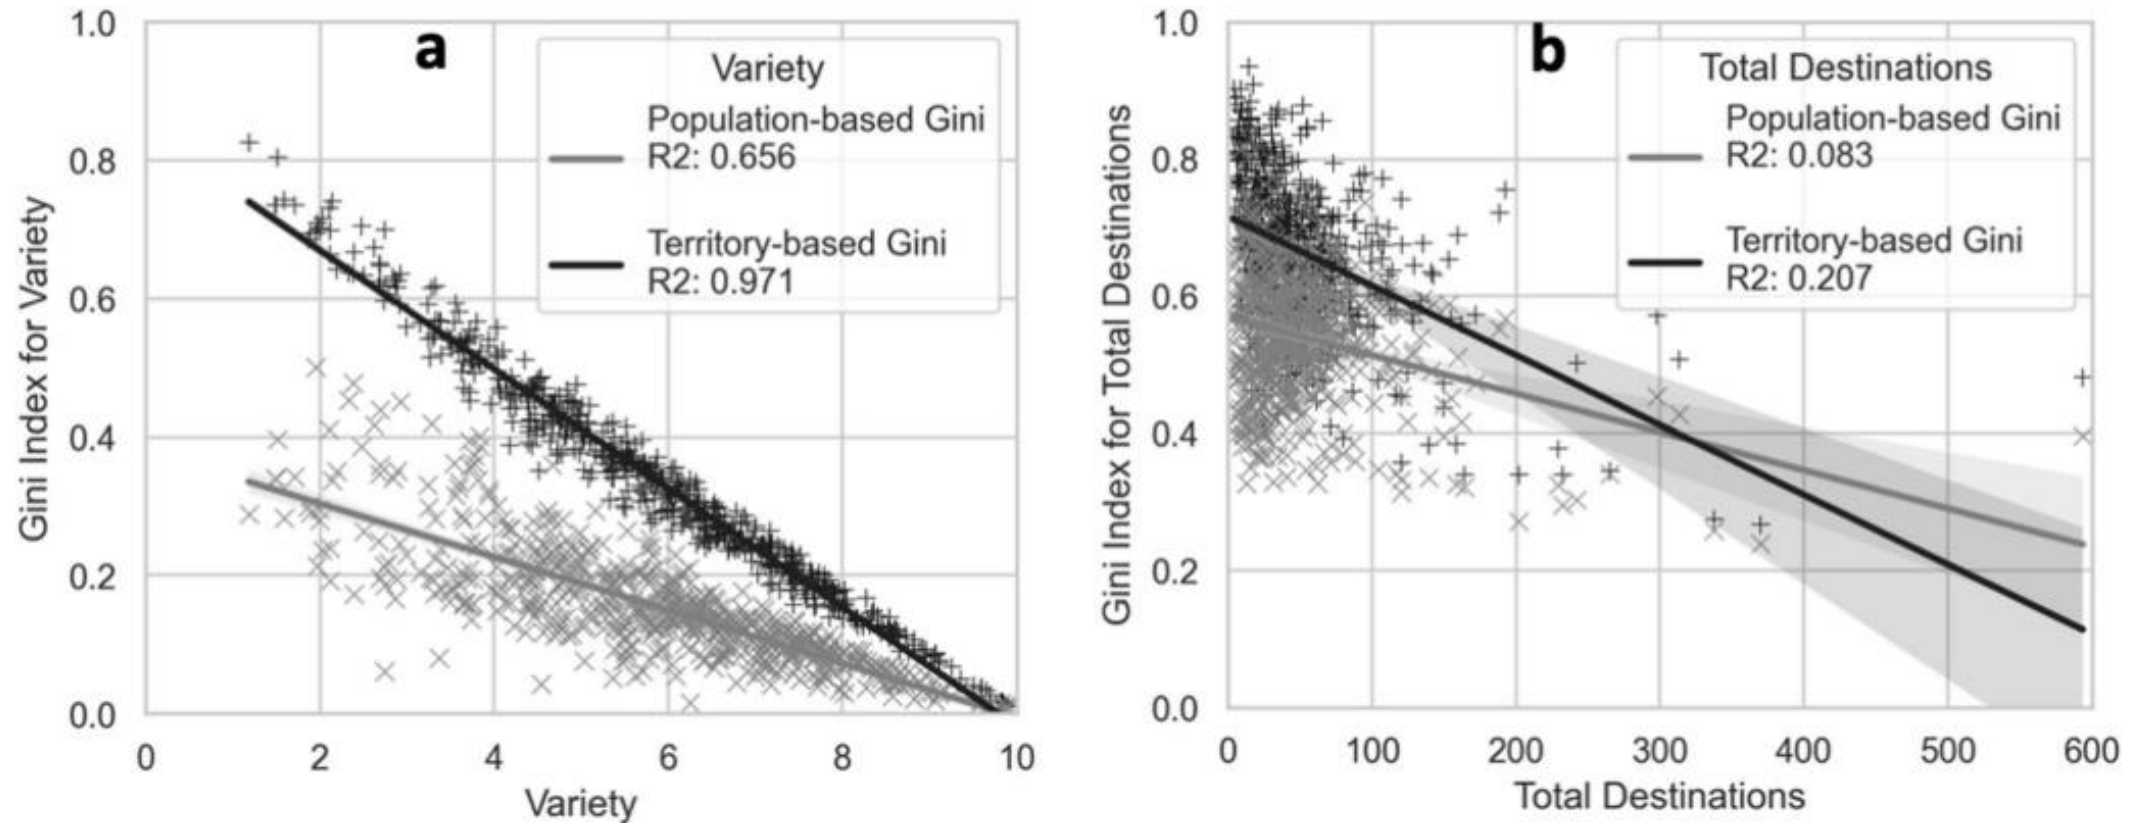 a
Variety
Population-based Gini
R2: 0.656
Territory-based Gini
R2: 0.971
Gini Index for Variety
1.0
0.8
0.6
0.4
0.2
0.0
0 2 4 6 8 10
Variety
b
Total Destinations
Population-based Gini
R2: 0.083
Territory-based Gini
R2: 0.207
Gini Index for Total Destinations
1.0
0.8
0.6
0.4
0.2
0.0
0 100 200 300 400 500 600
Total Destinations